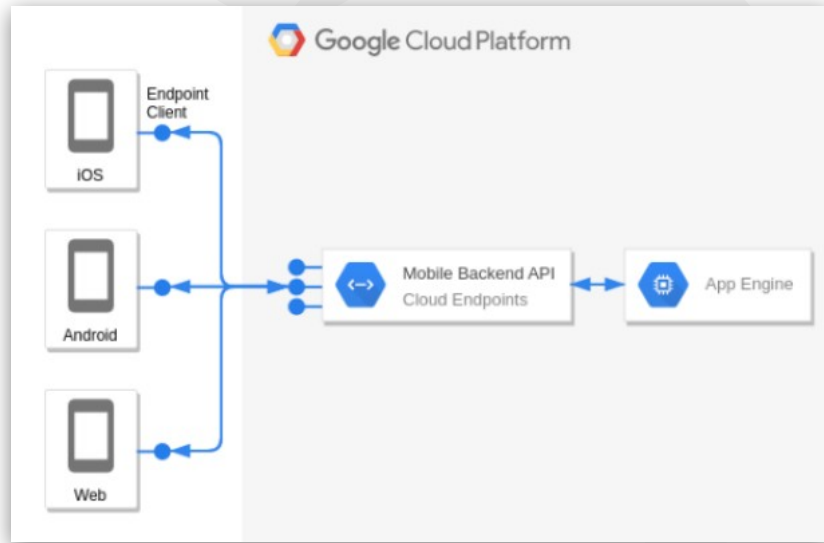 Google Cloud Platform
Endpoint
Client
iOS
Mobile Backend API
Cloud Endpoints
App Engine
Android
Web